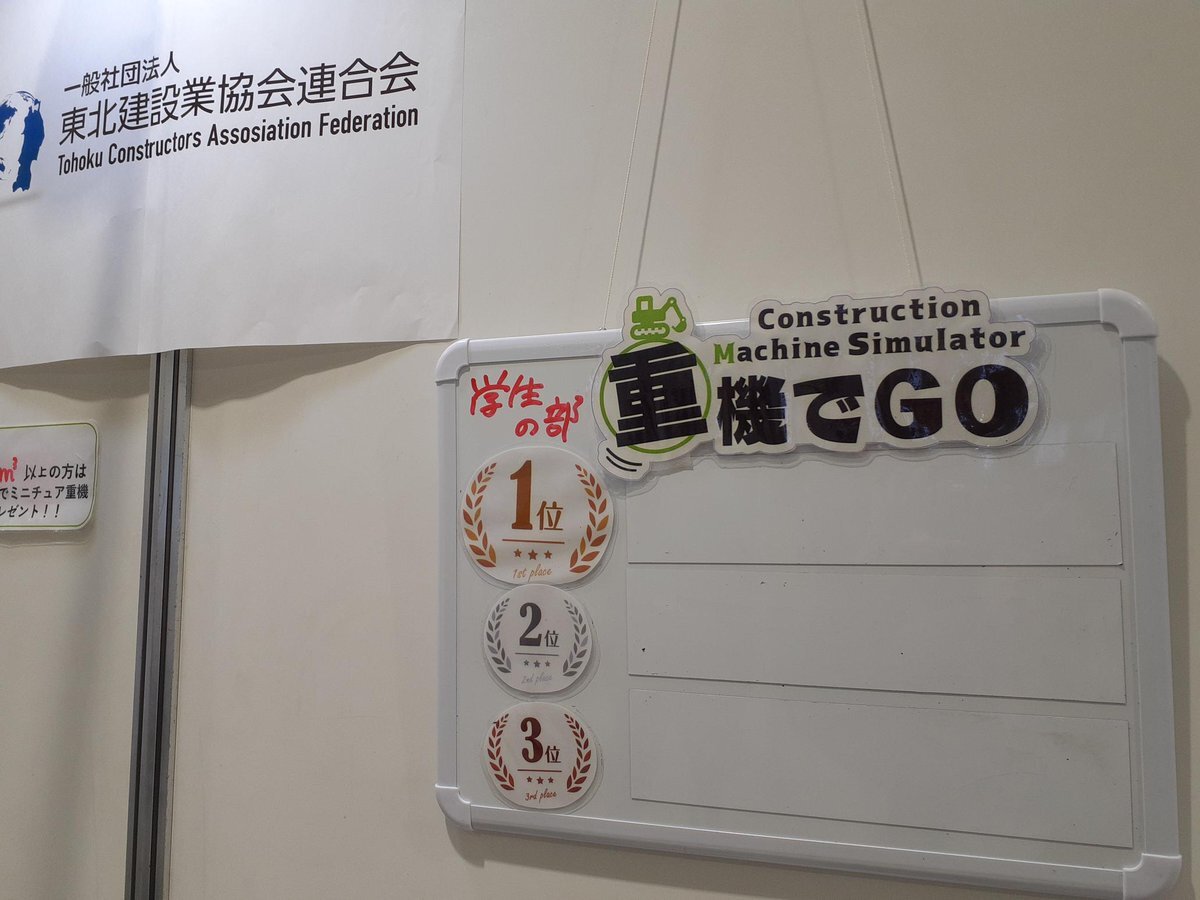 一般社団法人
東北建設業協会連合会
Tohoku Constructors Assosiation Federation
m³ 以上の方は
でミニチュア重機
レゼント！！
Construction
Machine Simulator
重機でGO
学生
の部
1位
1st place
2位
2nd place
3位
3rd place